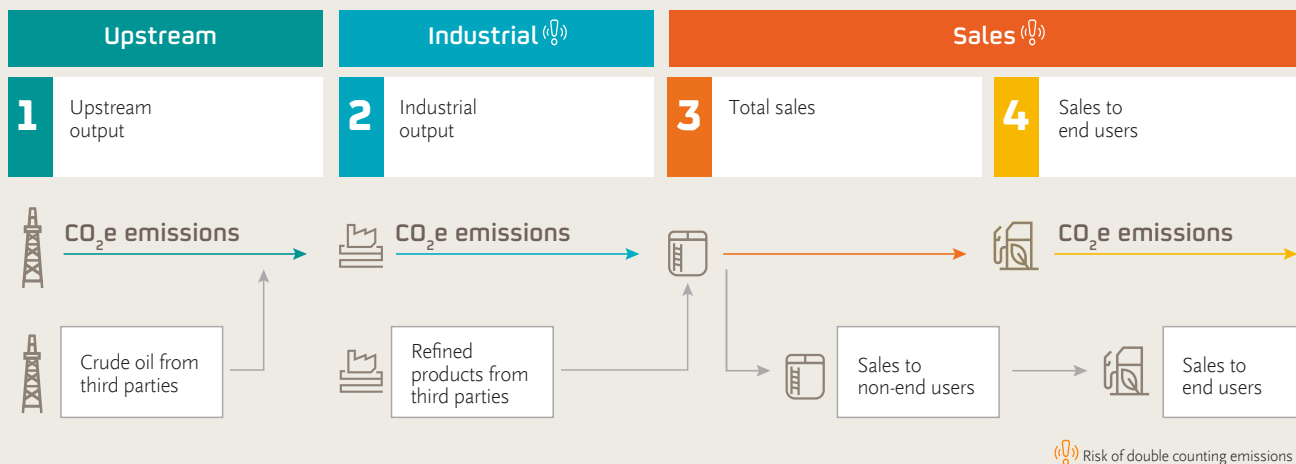 Upstream
Industrial
Sales
1
Upstream
output
2
Industrial
output
3
Total sales
4
Sales to
end users
CO₂e emissions
CO₂e emissions
CO₂e emissions
Crude oil from
third parties
Refined
products from
third parties
Sales to
non-end users
Sales to
end users
Risk of double counting emissions